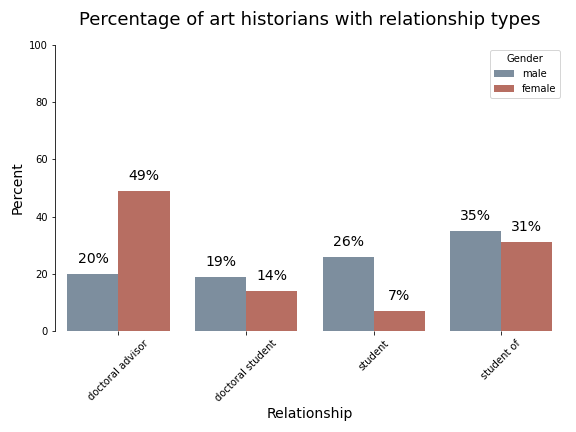 Percentage of art historians with relationship types
100
80
60
40
20
0
Percent
Gender
male
female
20%
49%
19%
14%
26%
7%
35%
31%
doctoral advisor
doctoral student
student
student of
Relationship